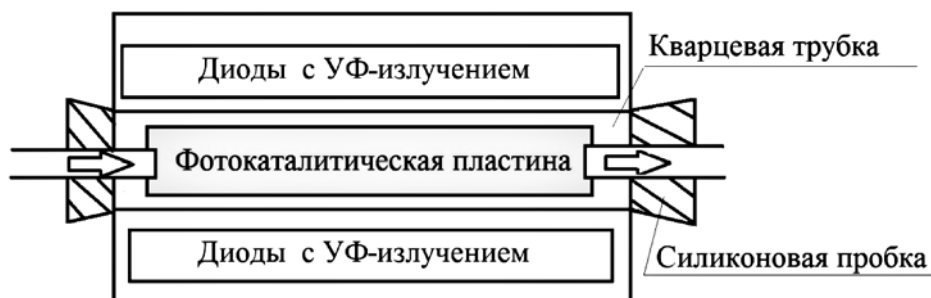 Диоды с УФ-излучением
Кварцевая трубка
Фотокаталитическая пластина
Диоды с УФ-излучением
Силиконовая пробка